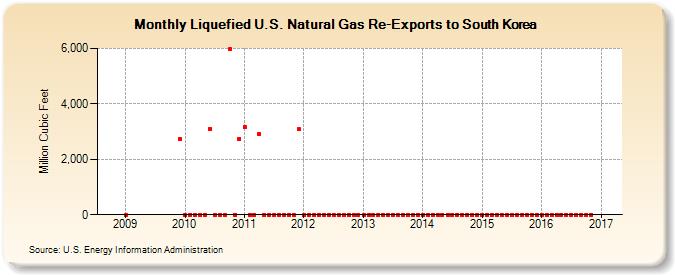 Monthly Liquefied U.S. Natural Gas Re-Exports to South Korea
Million Cubic Feet
6,000
4,000
2,000
0
2009 2010 2011 2012 2013 2014 2015 2016 2017
Source: U.S. Energy Information Administration